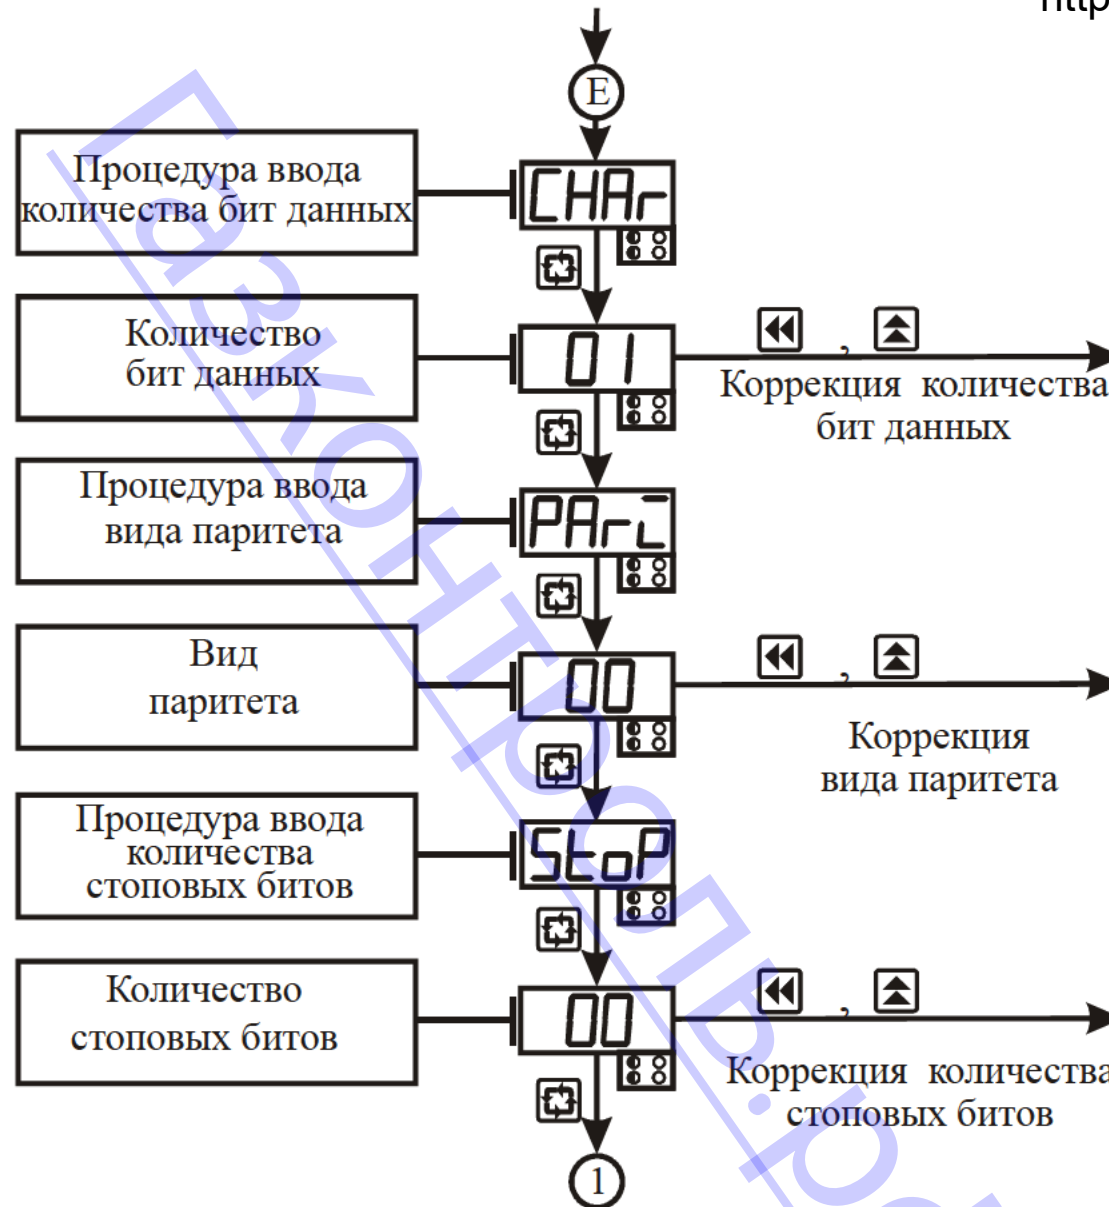 http
E
Процедура ввода
количества бит данных
CHAr
Количество
бит данных
01
,
Коррекция количества
бит данных
Процедура ввода
вида паритета
PAri
Вид
паритета
00
,
Коррекция
вида паритета
Процедура ввода
количества
стоповых битов
StoP
Количество
стоповых битов
00
,
Коррекция количества
стоповых битов
1
Газконтроль.р